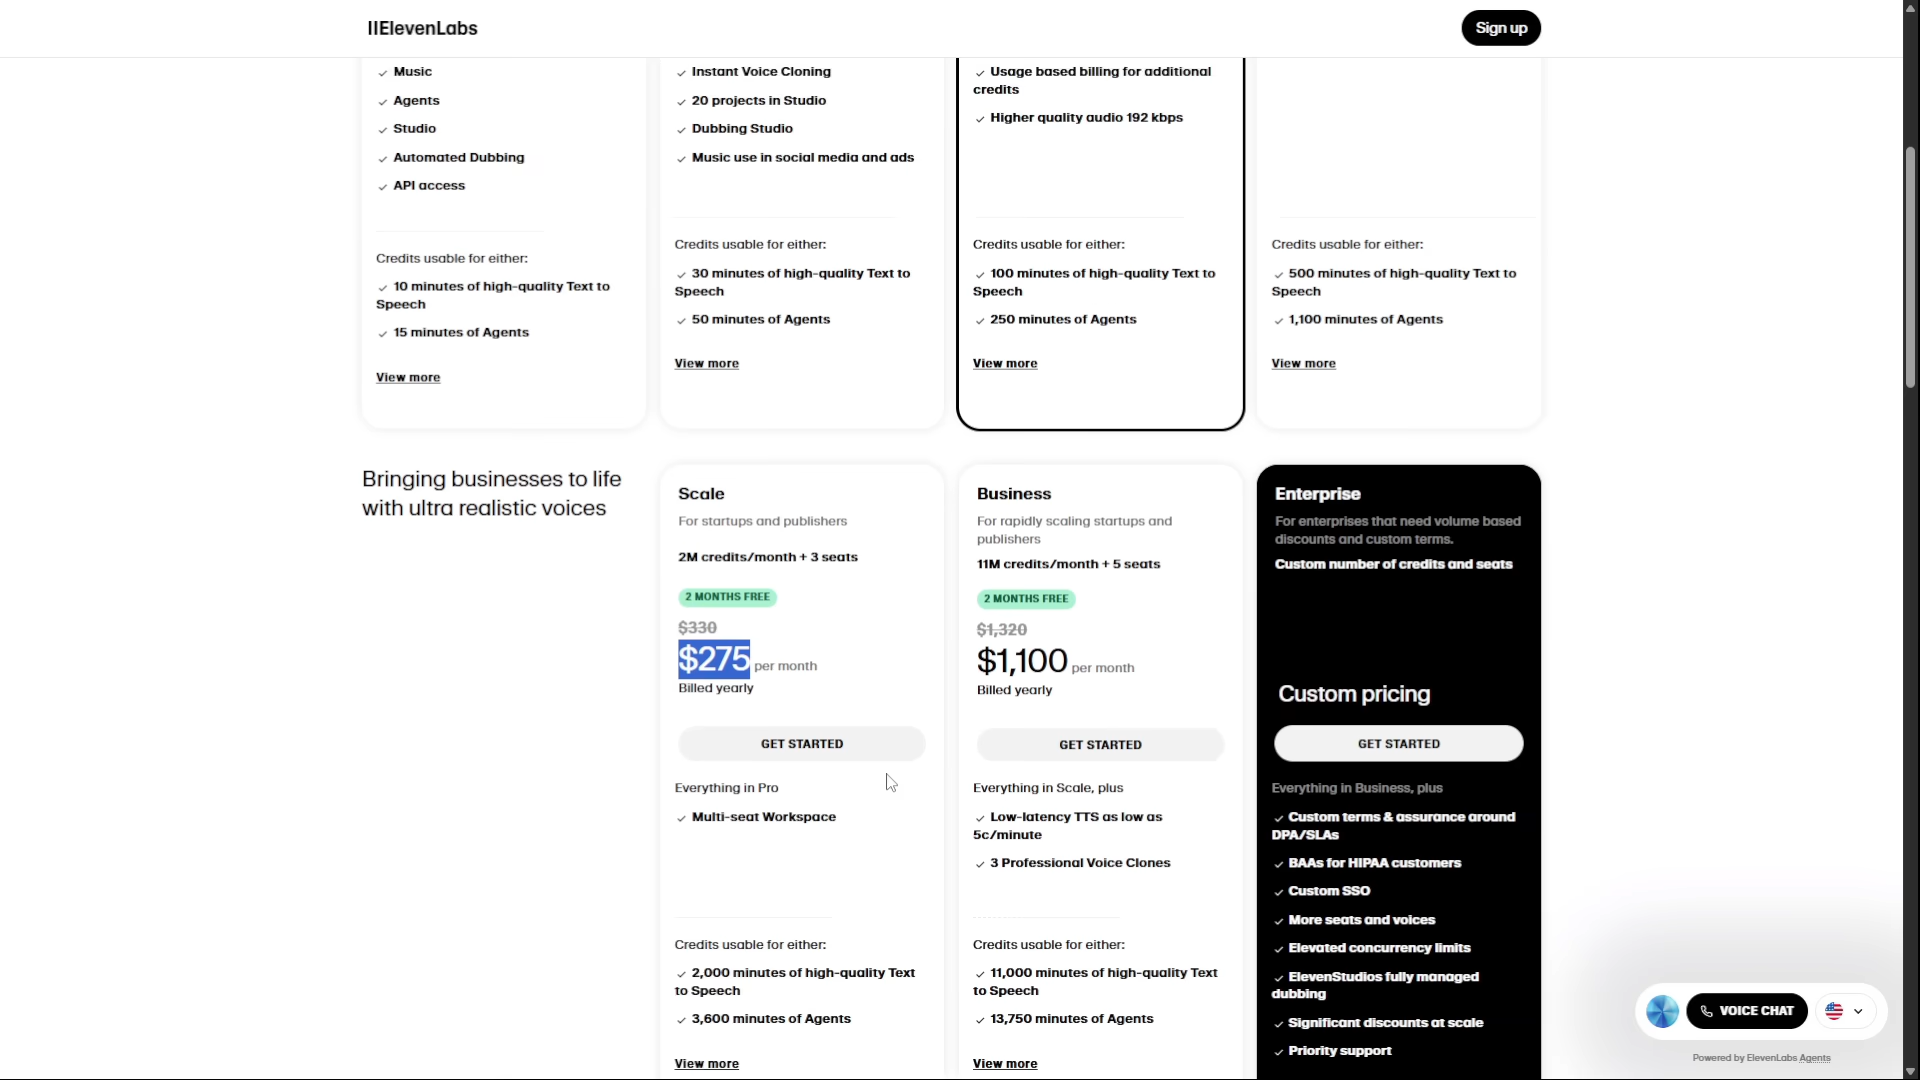 IIElevenLabs
Sign up
Music
Agents
Studio
Automated Dubbing
API access
Credits usable for either:
10 minutes of high-quality Text to
Speech
15 minutes of Agents
View more
Instant Voice Cloning
20 projects in Studio
Dubbing Studio
Music use in social media and ads
Credits usable for either:
30 minutes of high-quality Text to
Speech
50 minutes of Agents
View more
Usage based billing for additional
credits
Higher quality audio 192 kbps
Credits usable for either:
100 minutes of high-quality Text to
Speech
250 minutes of Agents
View more
Credits usable for either:
500 minutes of high-quality Text to
Speech
1,100 minutes of Agents
View more
Bringing businesses to life
with ultra realistic voices
Scale
For startups and publishers
2M credits/month + 3 seats
2 MONTHS FREE
$330
$275 per month
Billed yearly
GET STARTED
Everything in Pro
Multi-seat Workspace
Credits usable for either:
2,000 minutes of high-quality Text
to Speech
3,600 minutes of Agents
View more
Business
For rapidly scaling startups and
publishers
11M credits/month + 5 seats
2 MONTHS FREE
$1,320
$1,100 per month
Billed yearly
GET STARTED
Everything in Scale, plus
Low-latency TTS as low as
5c/minute
3 Professional Voice Clones
Credits usable for either:
11,000 minutes of high-quality Text
to Speech
13,750 minutes of Agents
View more
Enterprise
For enterprises that need volume based
discounts and custom terms.
Custom number of credits and seats
Custom pricing
GET STARTED
Everything in Business, plus
Custom terms & assurance around
DPA/SLAs
BAAs for HIPAA customers
Custom SSO
More seats and voices
Elevated concurrency limits
ElevenStudios fully managed
dubbing
Significant discounts at scale
Priority support
VOICE CHAT
Powered by ElevenLabs Agents